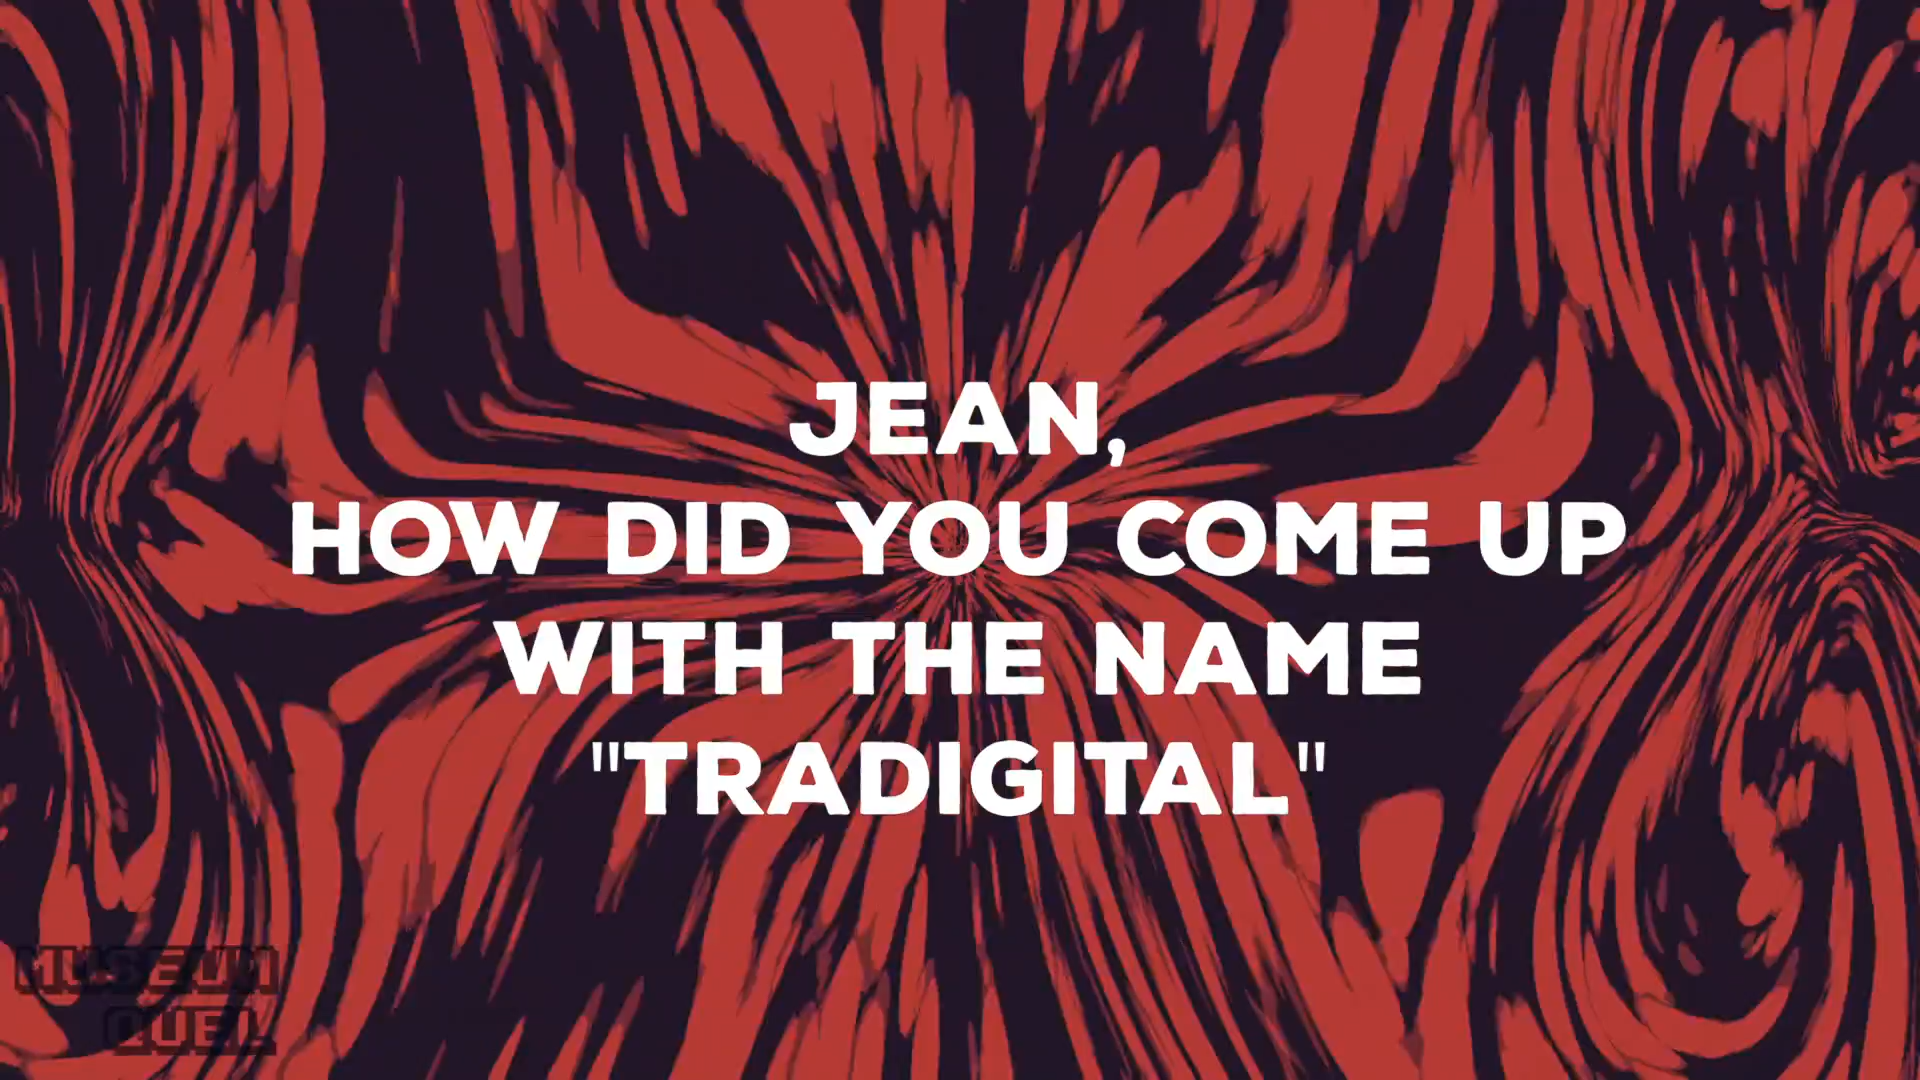 JEAN,
HOW DID YOU COME UP
WITH THE NAME
"TRADIGITAL"
MUSEUM
QUEL